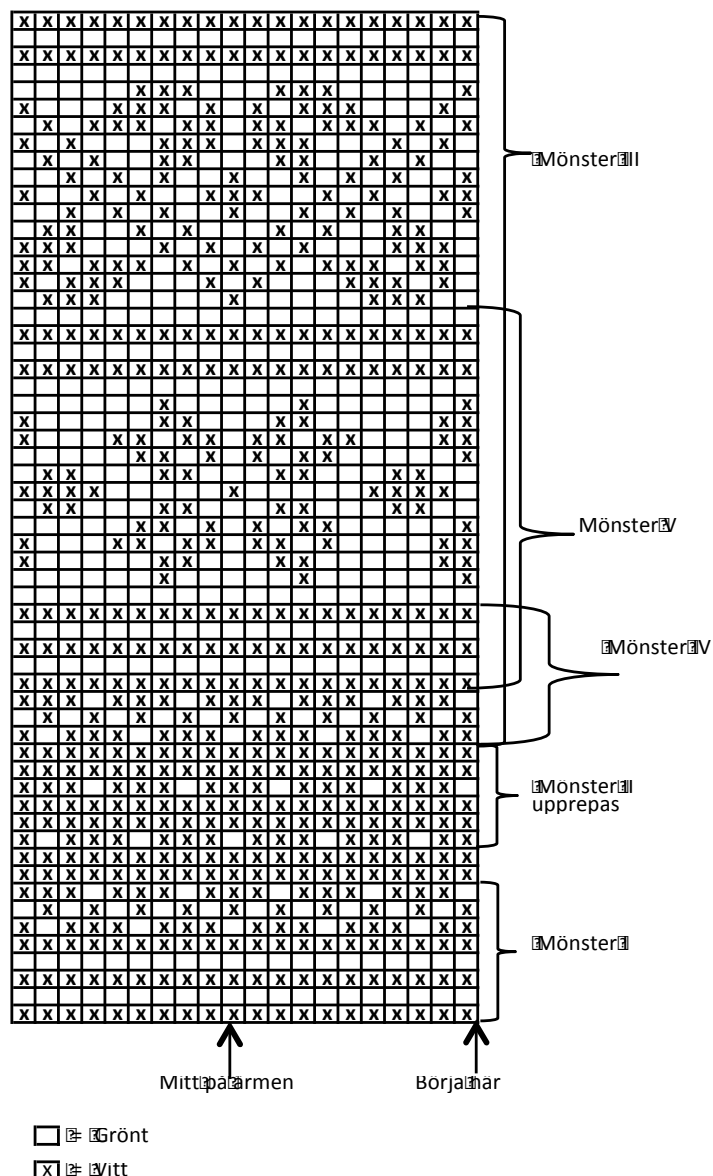 Mönster III
Mönster V
Mönster IV
Mönster II
upprepas
Mönster I
Mitt på ärmen
Börja här
= Grönt
x = Vitt